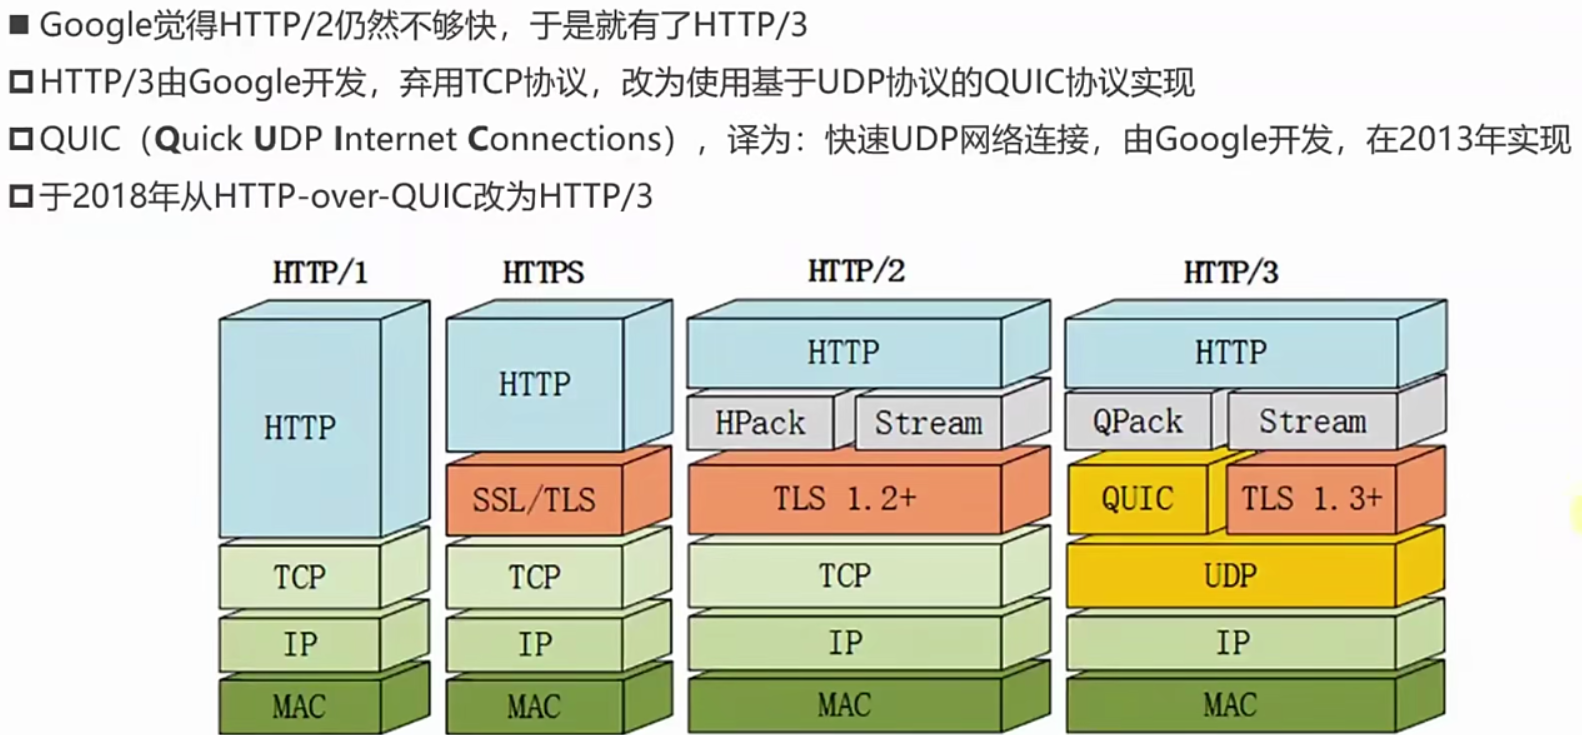 Google觉得HTTP/2仍然不够快，于是就有了HTTP/3
HTTP/3由Google开发，弃用TCP协议，改为使用基于UDP协议的QUIC协议实现
QUIC（Quick UDP Internet Connections），译为：快速UDP网络连接，由Google开发，在2013年实现
于2018年从HTTP-over-QUIC改为HTTP/3
HTTP/1 HTTPS HTTP/2 HTTP/3
HTTP HTTP HTTP HTTP
HPack Stream QPack Stream
SSL/TLS TLS 1.2+ QUIC TLS 1.3+
TCP TCP TCP UDP
IP IP IP IP
MAC MAC MAC MAC